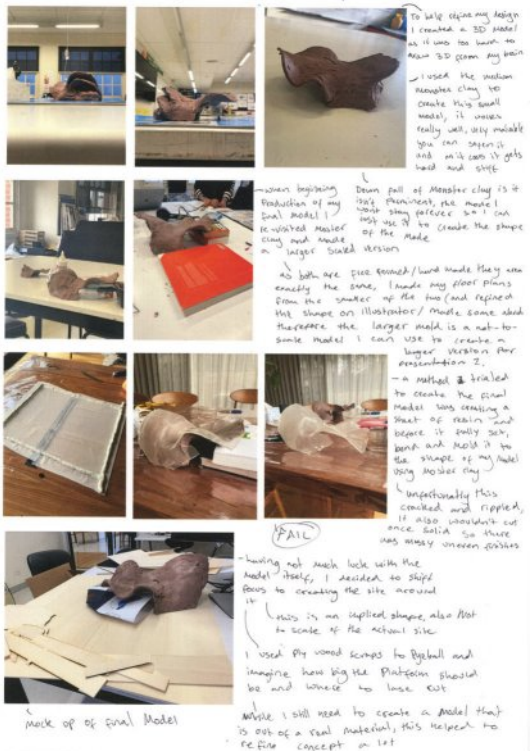 To help refine my design
I created a 3D Model
as it was too hard to
draw 3D from my brain
- I used the medium
monster clay to
create this small
model, it works
really well, very malleable
you can soften it
and as it cools it gets
hard and stiff
- when beginning
Production of my
final model I
re-visited Monster
clay and made
a larger scaled version
Down fall of Monster clay is it
isn't permanent, the model
wont stay forever so I can
just use it to create the shape
of the made
as both are free formed / hand made they
exactly the same, I made my floor plans
from the smaller of the two (and refined
the shape on illustrator / made some
therefore the larger mold is a not-to-
scale model I can use to create a
larger version for
presentation 2.
- a method I trialed
to create the final
Model was creating a
sheet of resin and
before it fully set,
bend and mold it to
the shape of my model
using Moster clay
unfortunatly this
cracked and rippled,
it also wouldn't cut
once solid so there
was messy uneven finishes
FAIL
- having not much luck with the
model itself, I decided to shift
focus to creating the site around
it
this is an implied shape, also Not
to scale of the actual site
I used Ply wood scraps to eyeball and
imagine how big the Platform should
be and where to lase cut
while I still need to create a model that
is out of a real material, this helped to
refine concept a lot
Mock op of final Model